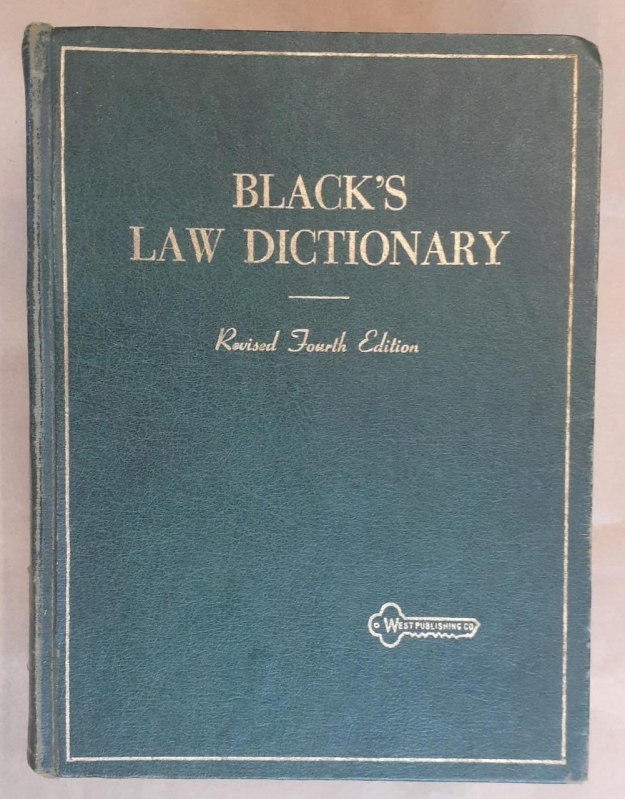 BLACK'S
LAW DICTIONARY
Revised Fourth Edition
WEST PUBLISHING CO